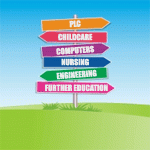 PLC
CHILDCARE
COMPUTERS
NURSING
ENGINEERING
FURTHER EDUCATION